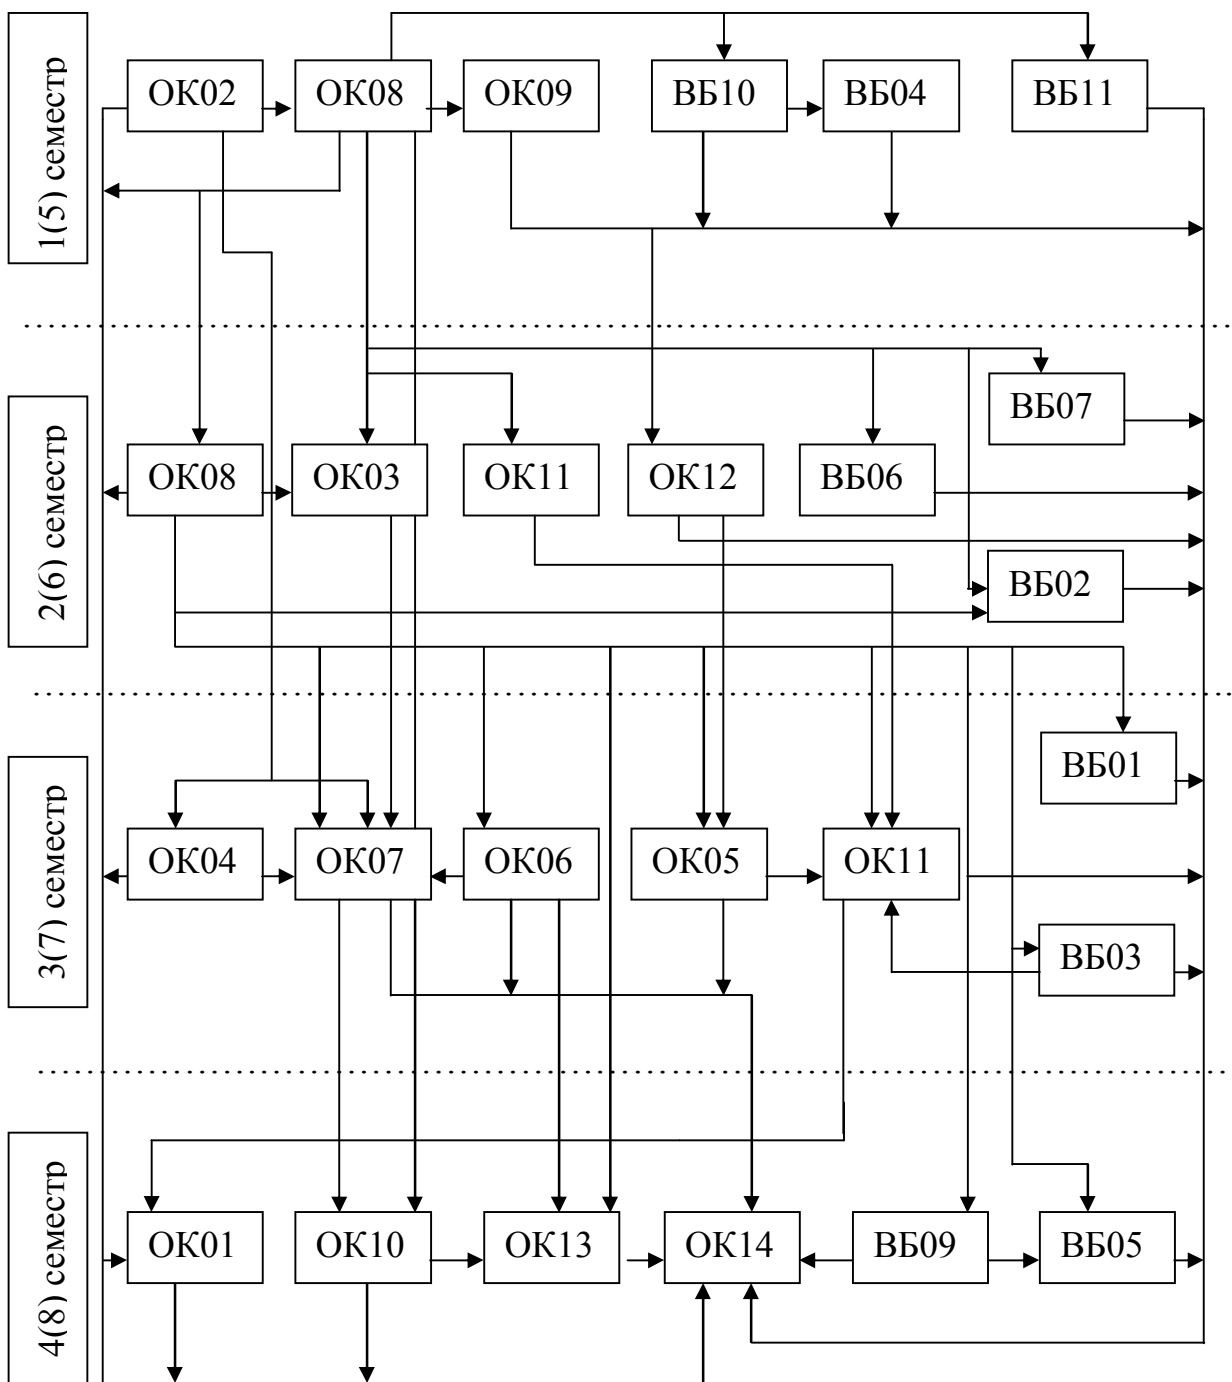 1(5) семестр
ОК02
ОК08
ОК09
ВБ10
ВБ04
ВБ11
2(6) семестр
ВБ07
ОК08
ОК03
ОК11
ОК12
ВБ06
ВБ02
3(7) семестр
ВБ01
ОК04
ОК07
ОК06
ОК05
ОК11
ВБ03
4(8) семестр
ОК01
ОК10
ОК13
ОК14
ВБ09
ВБ05